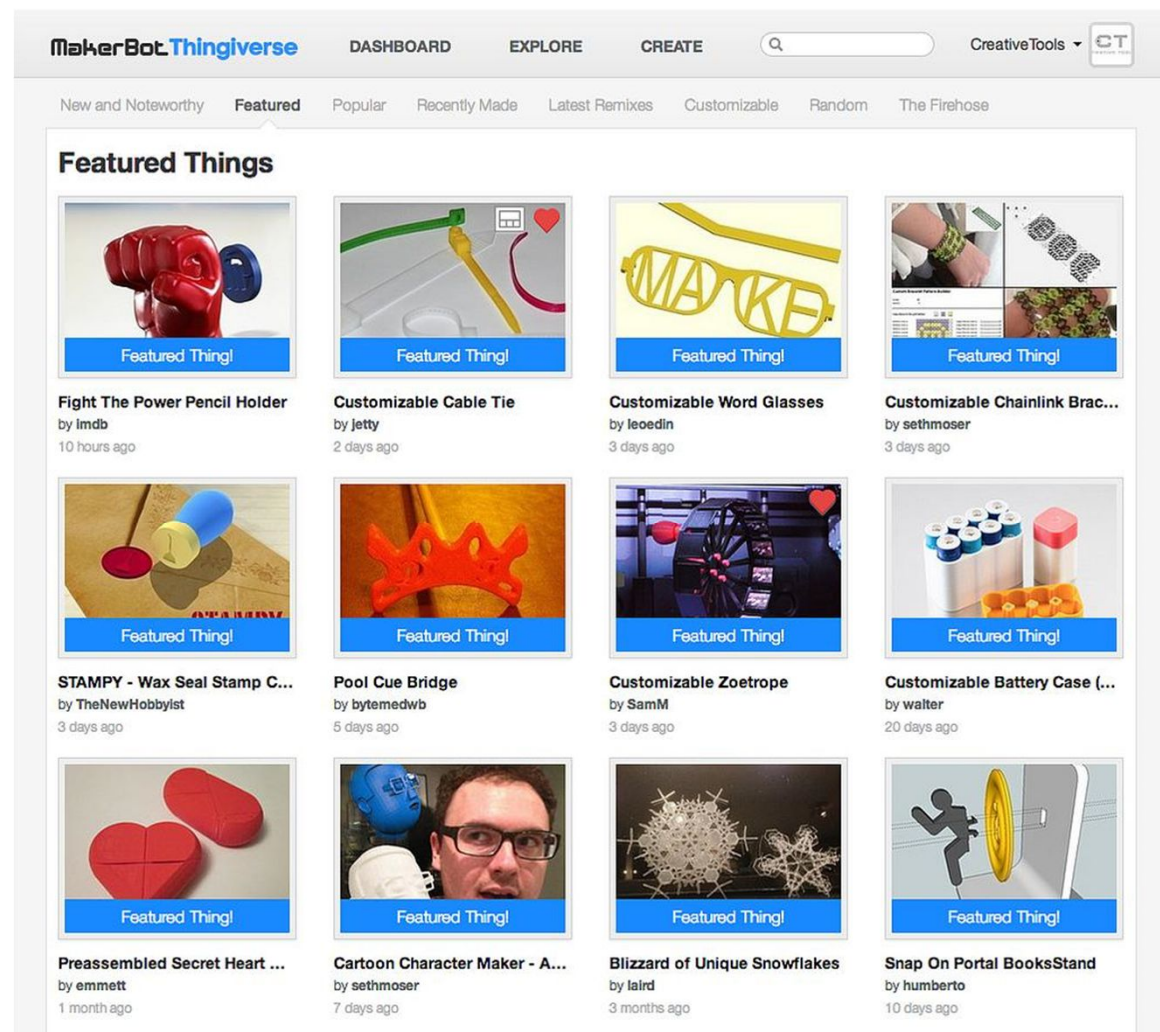 MakerBot Thingiverse DASHBOARD EXPLORE CREATE CreativeTools CT
New and Noteworthy Featured Popular Recently Made Latest Remixes Customizable Random The Firehose
Featured Things
MAKE
Featured Thing! Featured Thing! Featured Thing! Featured Thing!
Fight The Power Pencil Holder Customizable Cable Tie Customizable Word Glasses Customizable Chainlink Brac...
by lmdb by jetty by leoedin by sethmoser
10 hours ago 2 days ago 3 days ago 3 days ago
STAMPY
Featured Thing! Featured Thing! Featured Thing! Featured Thing!
STAMPY - Wax Seal Stamp C... Pool Cue Bridge Customizable Zoetrope Customizable Battery Case (...
by TheNewHobbyist by bytemedwb by SamM by walter
3 days ago 5 days ago 3 days ago 20 days ago
Featured Thing! Featured Thing! Featured Thing! Featured Thing!
Preassembled Secret Heart ... Cartoon Character Maker - A... Blizzard of Unique Snowflakes Snap On Portal BooksStand
by emmett by sethmoser by laird by humberto
1 month ago 7 days ago 3 months ago 10 days ago